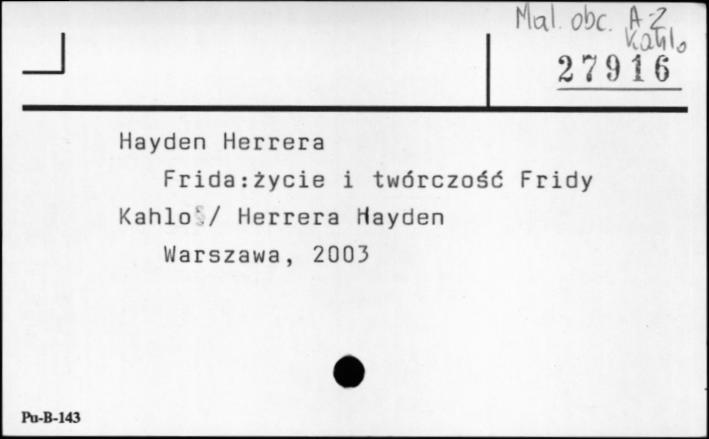 Mal. obc. A-Z
Kahlo
27916
Hayden Herrera
Frida:życie i twórczość Fridy
Kahlo / Herrera Hayden
Warszawa, 2003
Pu-B-143